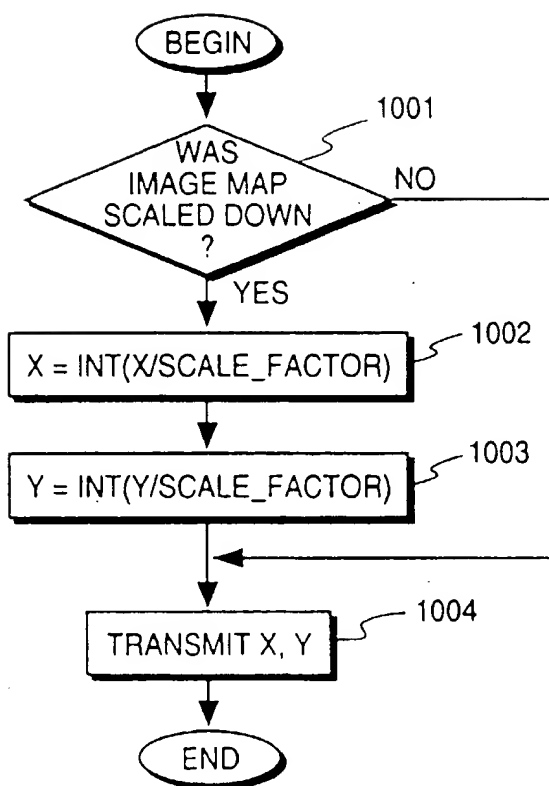 BEGIN
1001
WAS
IMAGE MAP
SCALED DOWN
?
NO
YES
1002
X = INT(X/SCALE_FACTOR)
1003
Y = INT(Y/SCALE_FACTOR)
1004
TRANSMIT X, Y
END